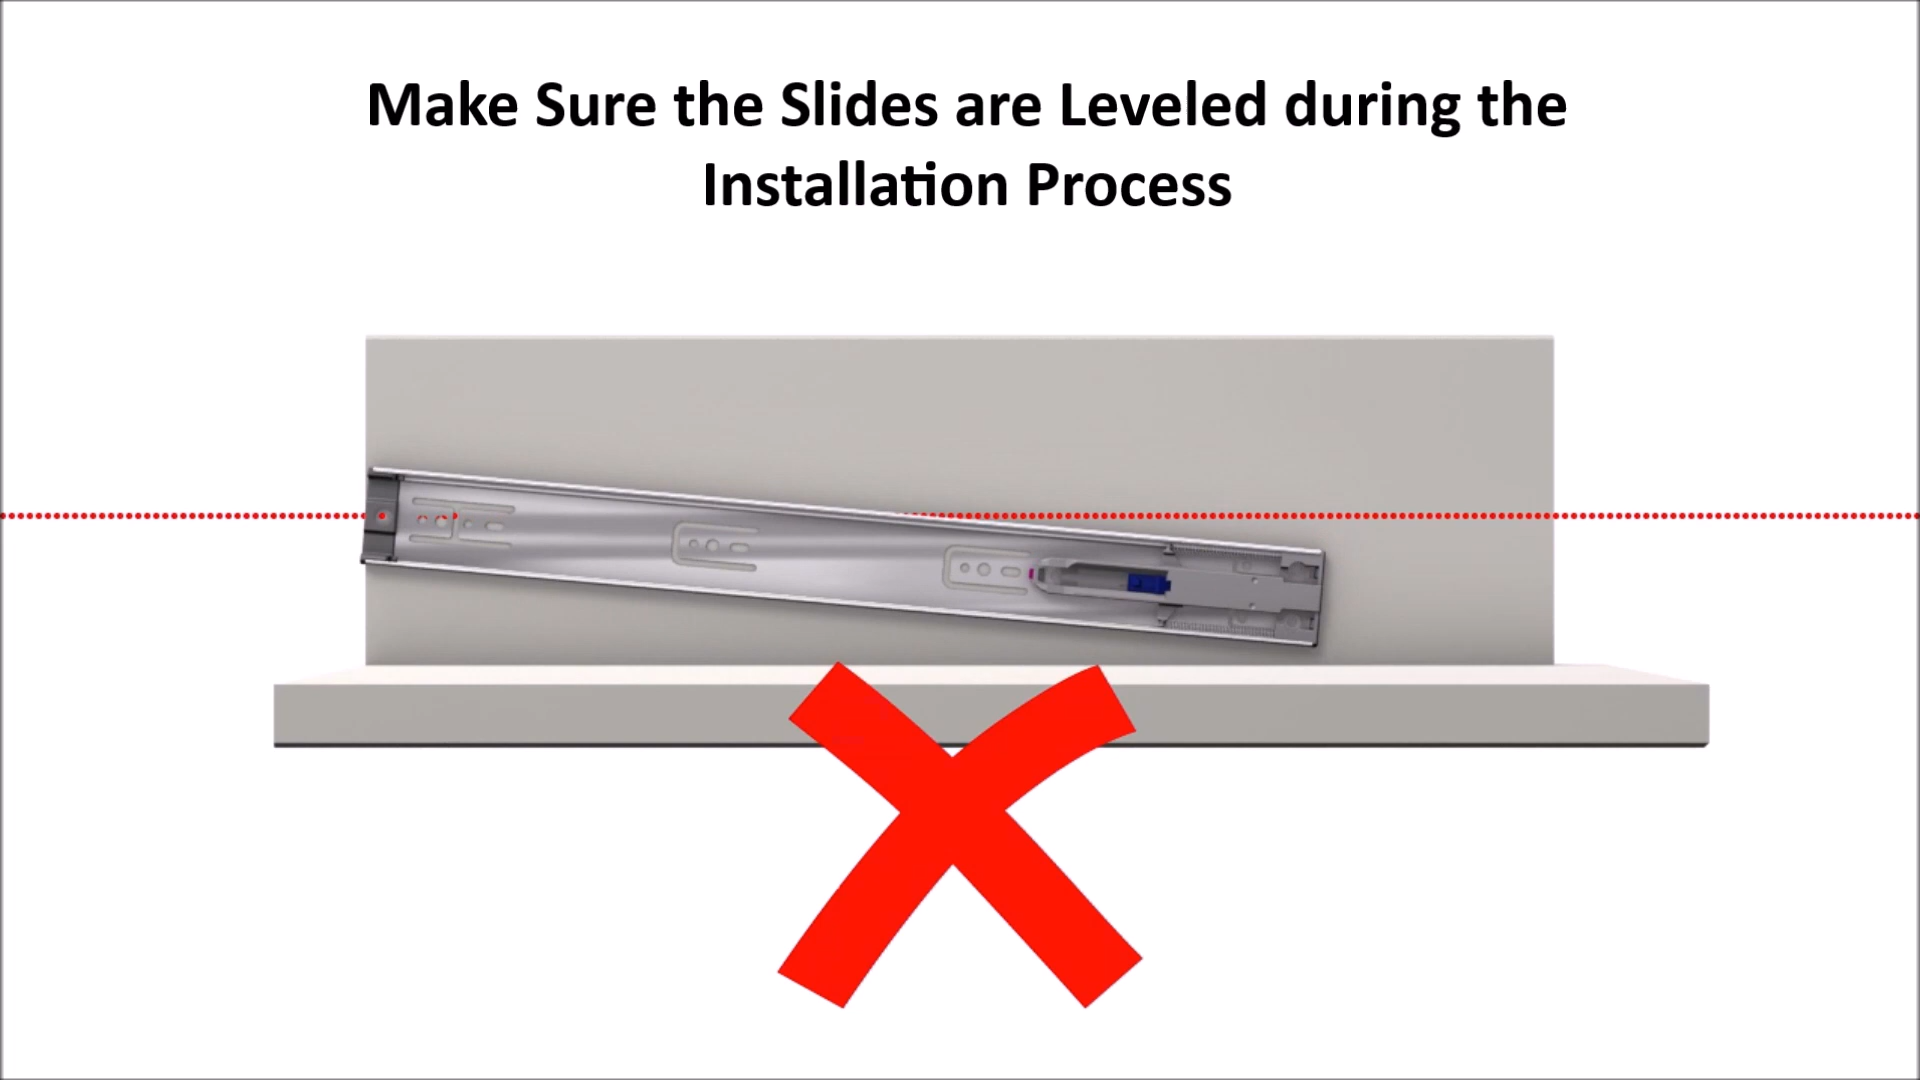 Make Sure the Slides are Leveled during the
Installation Process